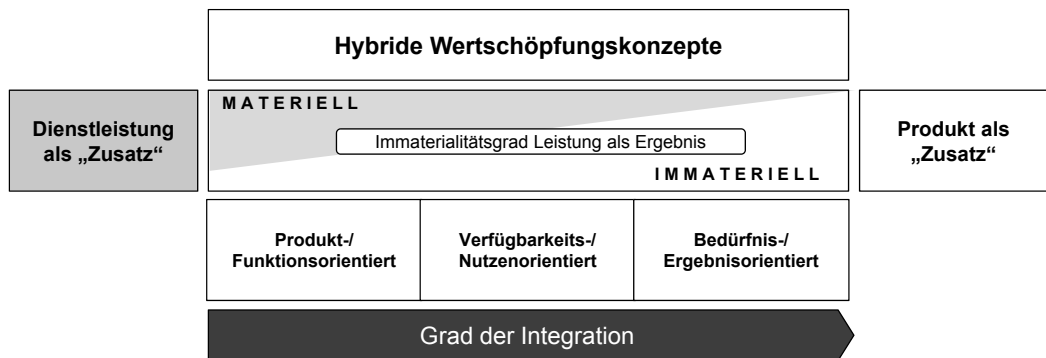 Hybride Wertschöpfungskonzepte
Dienstleistung
als „Zusatz“
MATERIELL
Immaterialitätsgrad Leistung als Ergebnis
IMMATERIELL
Produkt als
„Zusatz“
Produkt-/
Funktionsorientiert
Verfügbarkeits-/
Nutzenorientiert
Bedürfnis-/
Ergebnisorientiert
Grad der Integration